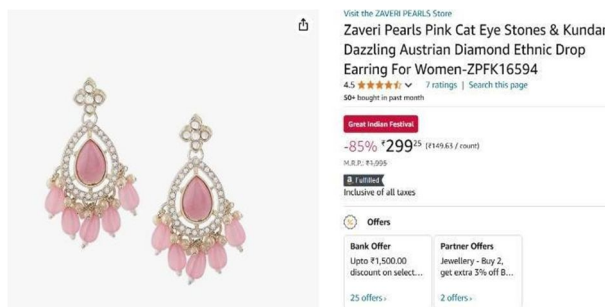 Visit the ZAVERI PEARLS Store
Zaveri Pearls Pink Cat Eye Stones & Kundan
Dazzling Austrian Diamond Ethnic Drop
Earring For Women-ZPFK16594
4.5 7 ratings | Search this page
50+ bought in past month
Great Indian Festival
-85% ₹29925 (₹149.63 / count)
M.R.P.: ₹1,995
a Fulfilled
Inclusive of all taxes
Offers
Bank Offer
Upto ₹1,500.00
discount on select...
25 offers ›
Partner Offers
Jewellery - Buy 2,
get extra 3% off B...
2 offers ›